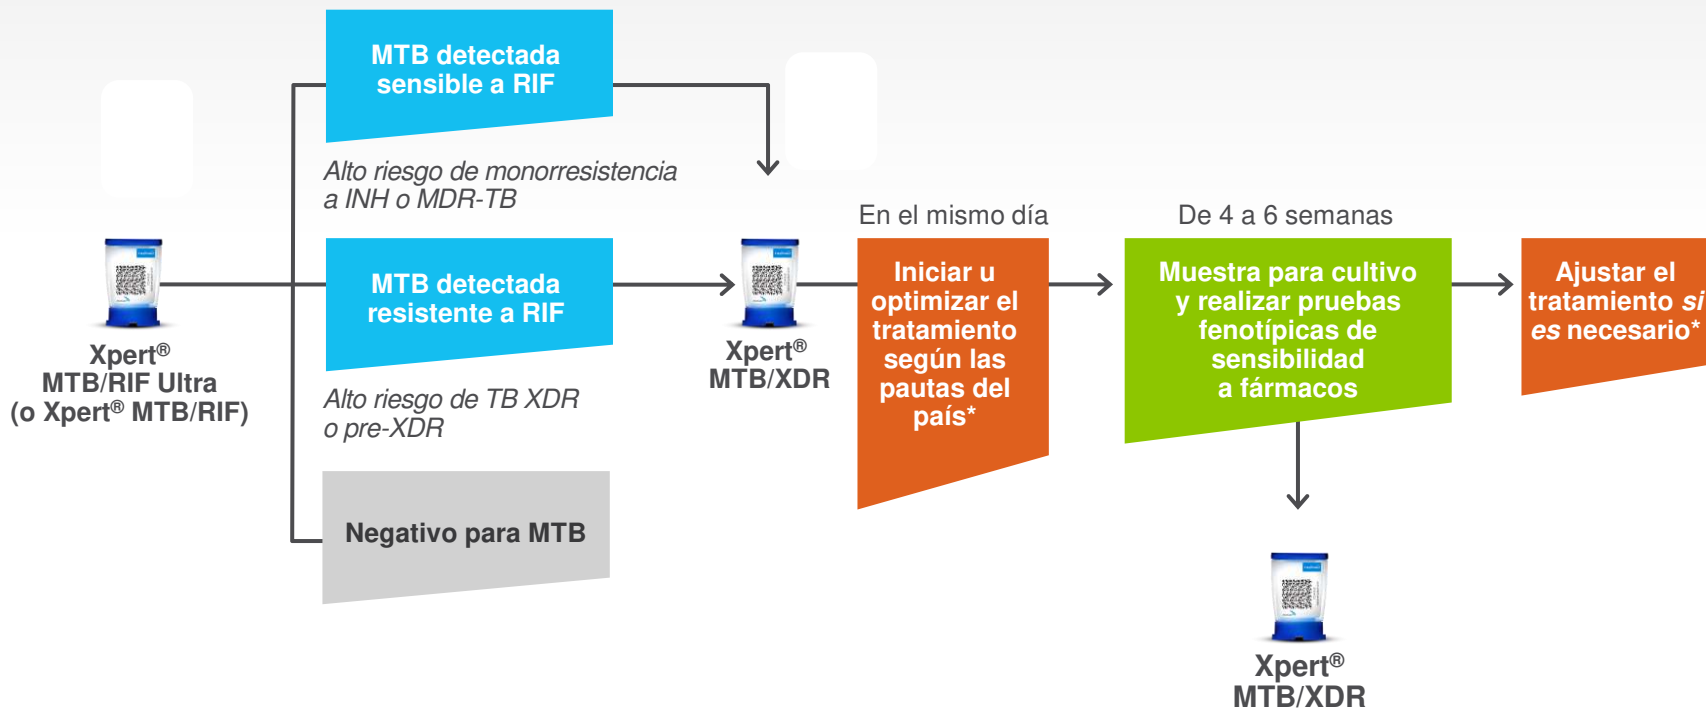 MTB detectada
sensible a RIF
Alto riesgo de monorresistencia
a INH o MDR-TB
Xpert®
MTB/RIF Ultra
(o Xpert® MTB/RIF)
MTB detectada
resistente a RIF
Alto riesgo de TB XDR
o pre-XDR
Negativo para MTB
Xpert®
MTB/XDR
En el mismo día
Iniciar u
optimizar el
tratamiento
según las
pautas del
país*
De 4 a 6 semanas
Muestra para cultivo
y realizar pruebas
fenotípicas de
sensibilidad
a fármacos
Xpert®
MTB/XDR
Ajustar el
tratamiento si
es necesario*